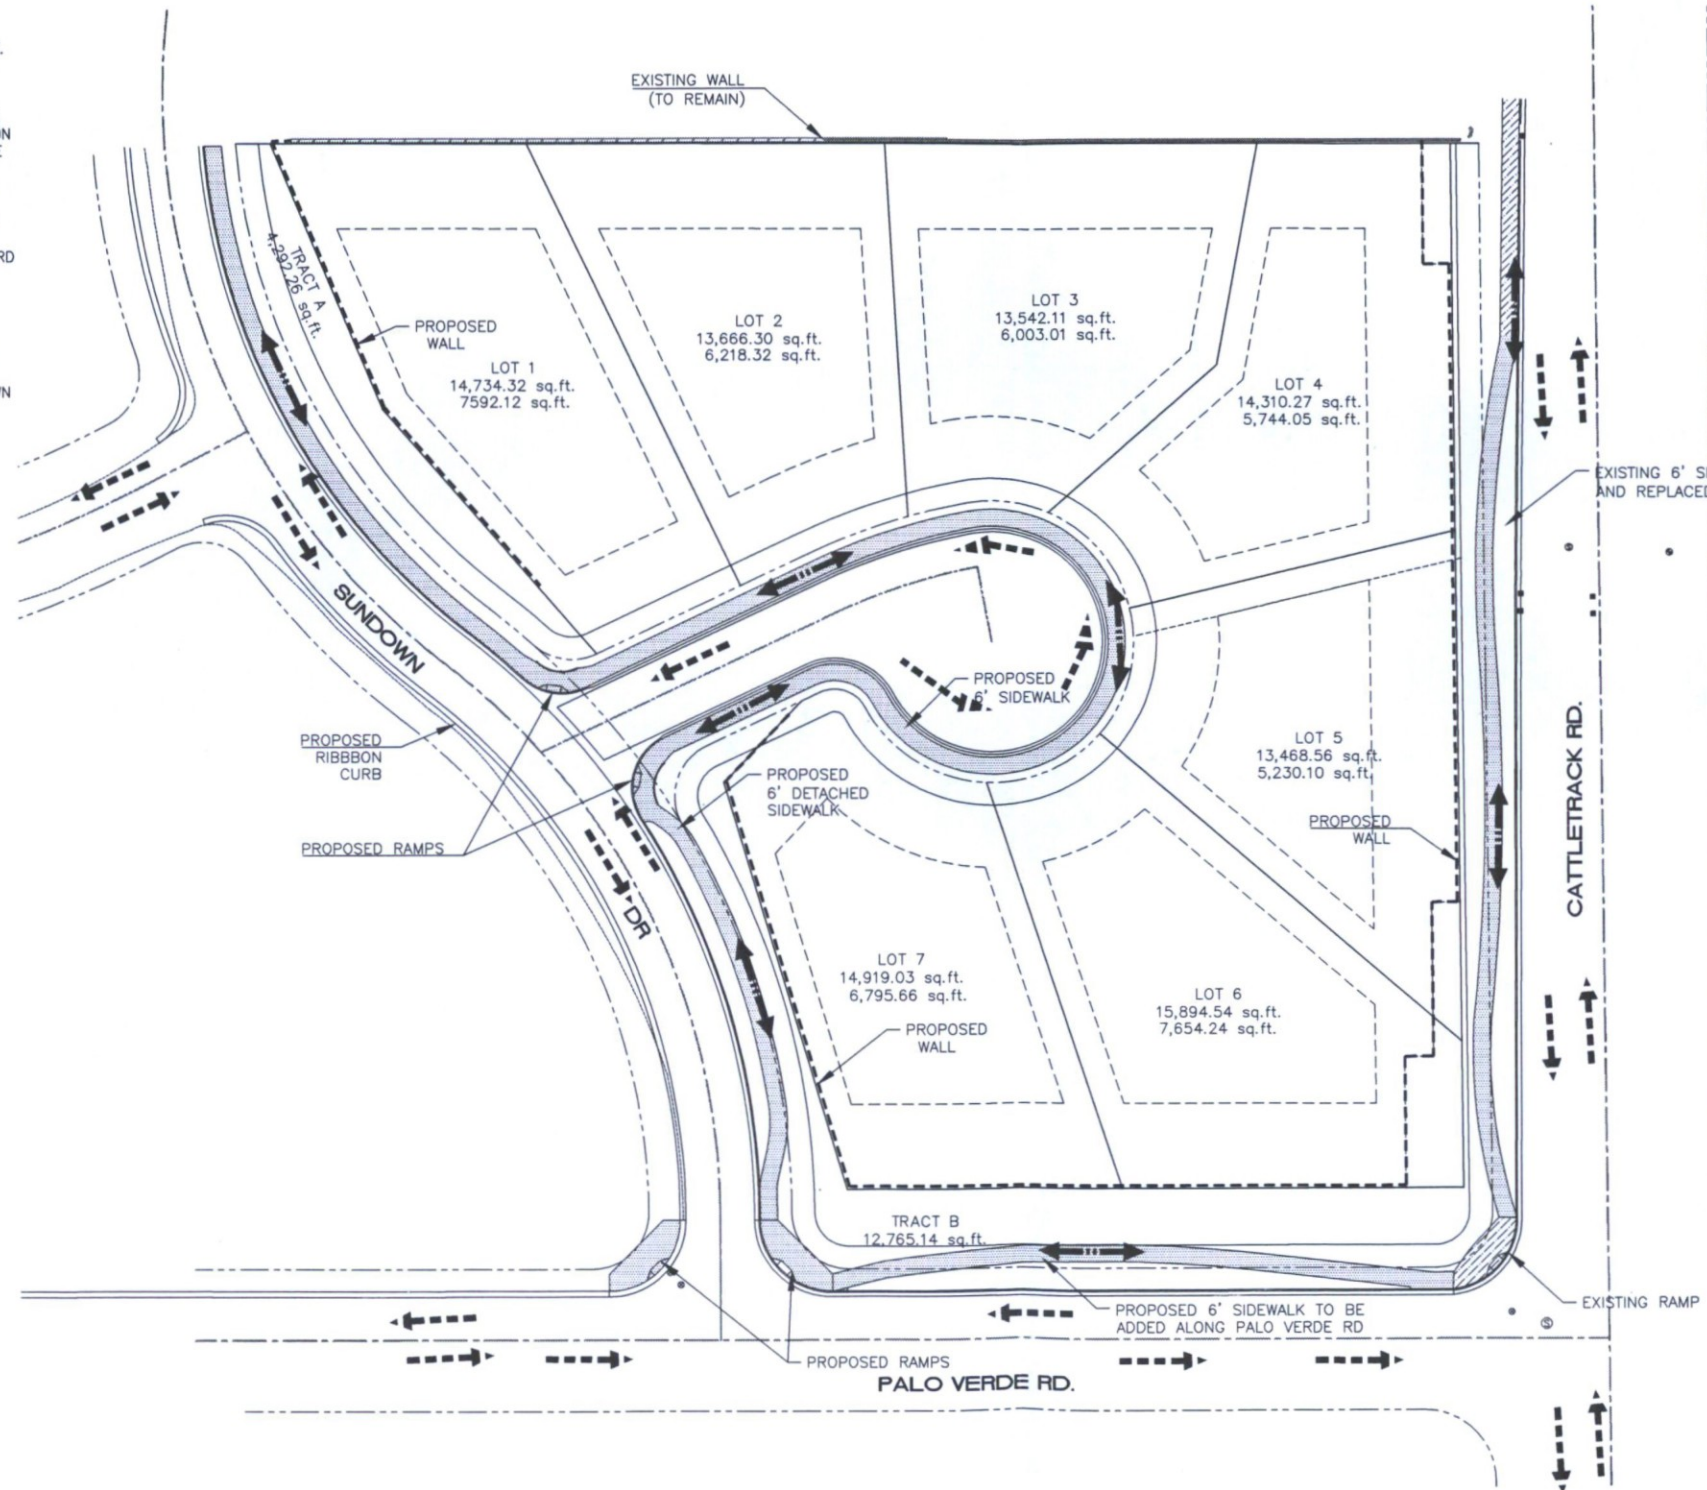 EXISTING WALL
(TO REMAIN)
ON
RD
WN
TRACT A
4,292.26 sq.ft.
PROPOSED
WALL
LOT 1
14,734.32 sq.ft.
7592.12 sq.ft.
LOT 2
13,666.30 sq.ft.
6,218.32 sq.ft.
LOT 3
13,542.11 sq.ft.
6,003.01 sq.ft.
LOT 4
14,310.27 sq.ft.
5,744.05 sq.ft.
EXISTING 6' S
AND REPLACED
SUNDOWN
DR
PROPOSED
6' SIDEWALK
PROPOSED
RIBBBON
CURB
PROPOSED
6' DETACHED
SIDEWALK
PROPOSED RAMPS
LOT 5
13,468.56 sq.ft.
5,230.10 sq.ft.
PROPOSED
WALL
CATTLETRACK RD.
LOT 7
14,919.03 sq.ft.
6,795.66 sq.ft.
PROPOSED
WALL
LOT 6
15,894.54 sq.ft.
7,654.24 sq.ft.
TRACT B
12,765.14 sq.ft.
PROPOSED 6' SIDEWALK TO BE
ADDED ALONG PALO VERDE RD
EXISTING RAMP
PROPOSED RAMPS
PALO VERDE RD.